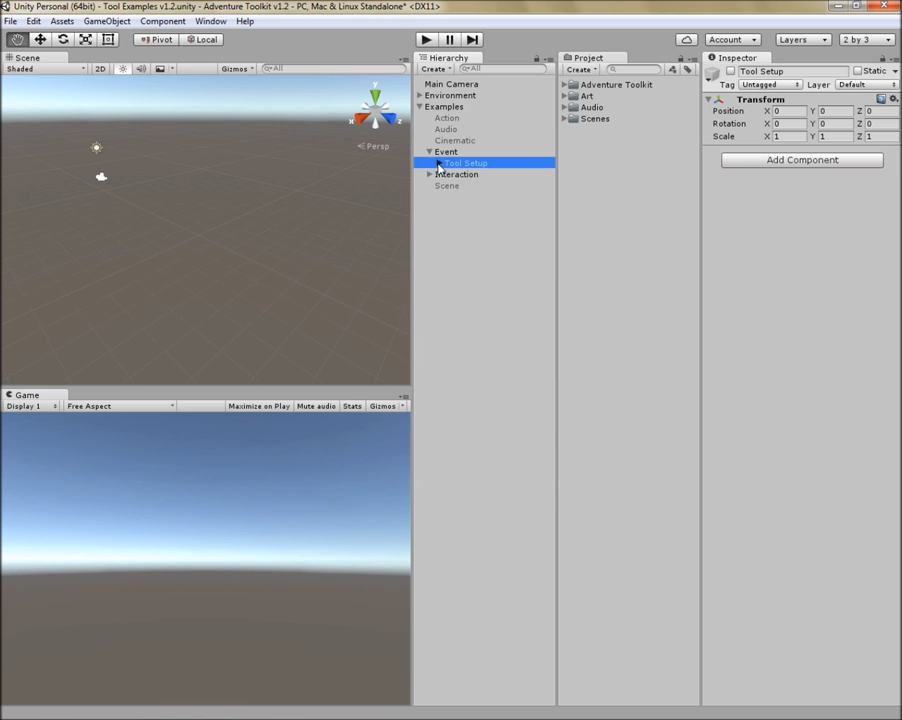 Unity Personal (64bit) - Tool Examples v1.2.unity - Adventure Toolkit v1.2 - PC, Mac & Linux Standalone* <DX11>
File Edit Assets GameObject Component Window Help
Pivot Local Account Layers 2 by 3
Scene
Shaded 2D Gizmos All
y
x z
Persp
Game
Display 1 Free Aspect Maximize on Play Mute audio Stats Gizmos
Hierarchy
Create All
Main Camera
Environment
Examples
Action
Audio
Cinematic
Event
Tool Setup
Interaction
Scene
Project
Create
Adventure Toolkit
Art
Audio
Scenes
Inspector
Tool Setup Static
Tag Untagged Layer Default
Transform
Position X 0 Y 0 Z 0
Rotation X 0 Y 0 Z 0
Scale X 1 Y 1 Z 1
Add Component